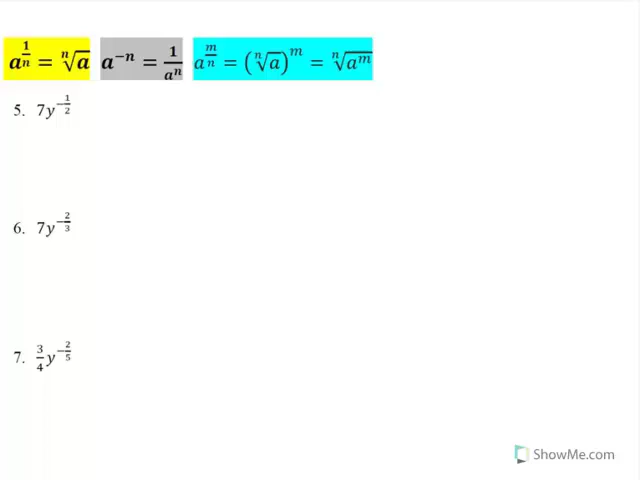 a^{1/n} = ⁿ√a   a^{-n} = 1/a^n   a^{m/n} = (ⁿ√a)^m = ⁿ√(a^m)
5. 7y^{-1/2}
6. 7y^{-2/3}
7. 3/4 y^{-2/5}
ShowMe.com